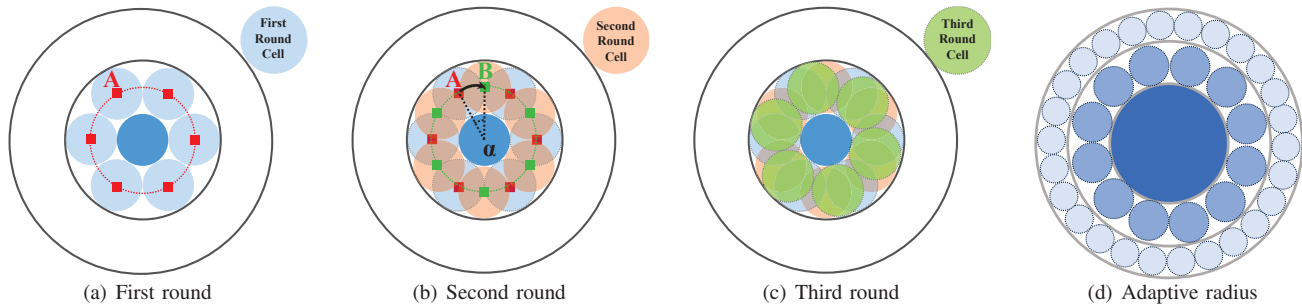 First
Round
Cell
A
(a) First round
Second
Round
Cell
A
B
α
(b) Second round
Third
Round
Cell
(c) Third round
(d) Adaptive radius